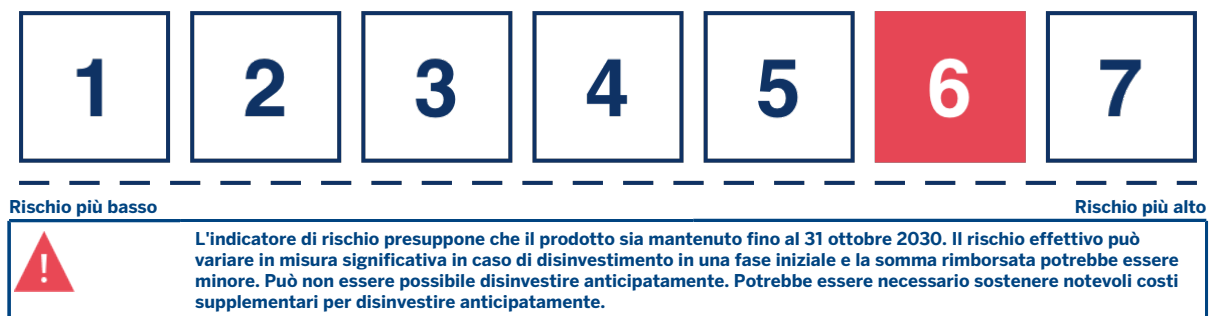 1 2 3 4 5 6 7
Rischio più basso Rischio più alto
!
L'indicatore di rischio presuppone che il prodotto sia mantenuto fino al 31 ottobre 2030. Il rischio effettivo può
variare in misura significativa in caso di disinvestimento in una fase iniziale e la somma rimborsata potrebbe essere
minore. Può non essere possibile disinvestire anticipatamente. Potrebbe essere necessario sostenere notevoli costi
supplementari per disinvestire anticipatamente.